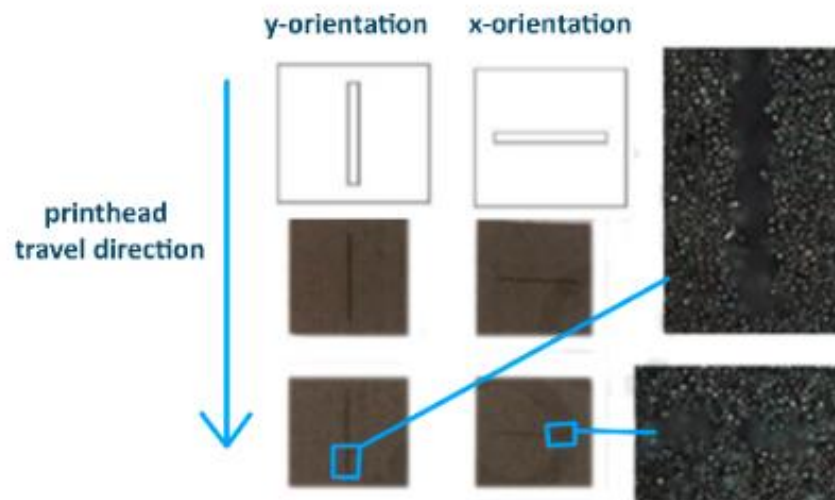 y-orientation
x-orientation
printhead
travel direction